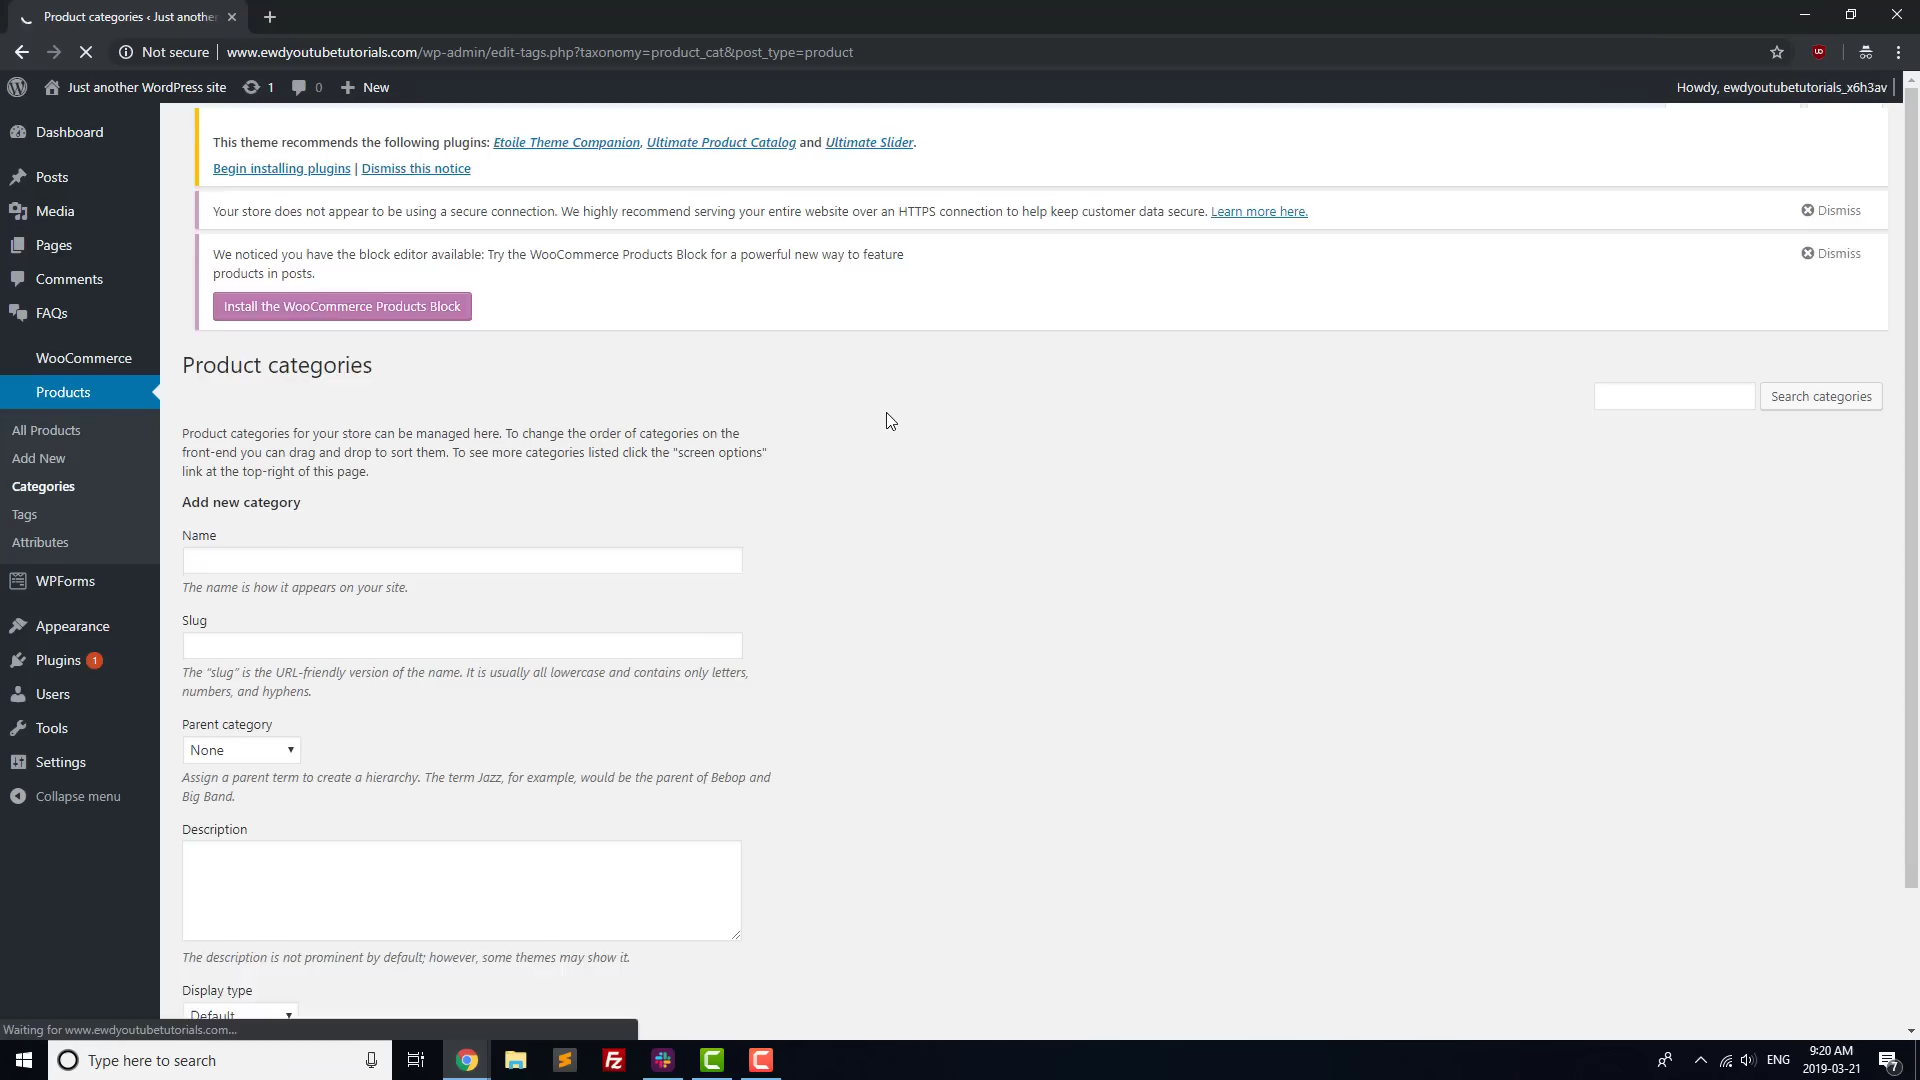 Product categories ‹ Just another
Not secure
www.ewdyoutubetutorials.com/wp-admin/edit-tags.php?taxonomy=product_cat&post_type=product
Just another WordPress site
1
0
New
Howdy, ewdyoutubetutorials_x6h3av
Dashboard
Posts
Media
Pages
Comments
FAQs
WooCommerce
Products
All Products
Add New
Categories
Tags
Attributes
WPForms
Appearance
Plugins 1
Users
Tools
Settings
Collapse menu
This theme recommends the following plugins: Etoile Theme Companion, Ultimate Product Catalog and Ultimate Slider.
Begin installing plugins | Dismiss this notice
Your store does not appear to be using a secure connection. We highly recommend serving your entire website over an HTTPS connection to help keep customer data secure. Learn more here.
Dismiss
We noticed you have the block editor available: Try the WooCommerce Products Block for a powerful new way to feature
products in posts.
Dismiss
Install the WooCommerce Products Block
Product categories
Search categories
Product categories for your store can be managed here. To change the order of categories on the
front-end you can drag and drop to sort them. To see more categories listed click the "screen options"
link at the top-right of this page.
Add new category
Name
The name is how it appears on your site.
Slug
The “slug” is the URL-friendly version of the name. It is usually all lowercase and contains only letters,
numbers, and hyphens.
Parent category
None
Assign a parent term to create a hierarchy. The term Jazz, for example, would be the parent of Bebop and
Big Band.
Description
The description is not prominent by default; however, some themes may show it.
Display type
Default
Waiting for www.ewdyoutubetutorials.com...
Type here to search
ENG
9:20 AM
2019-03-21
7